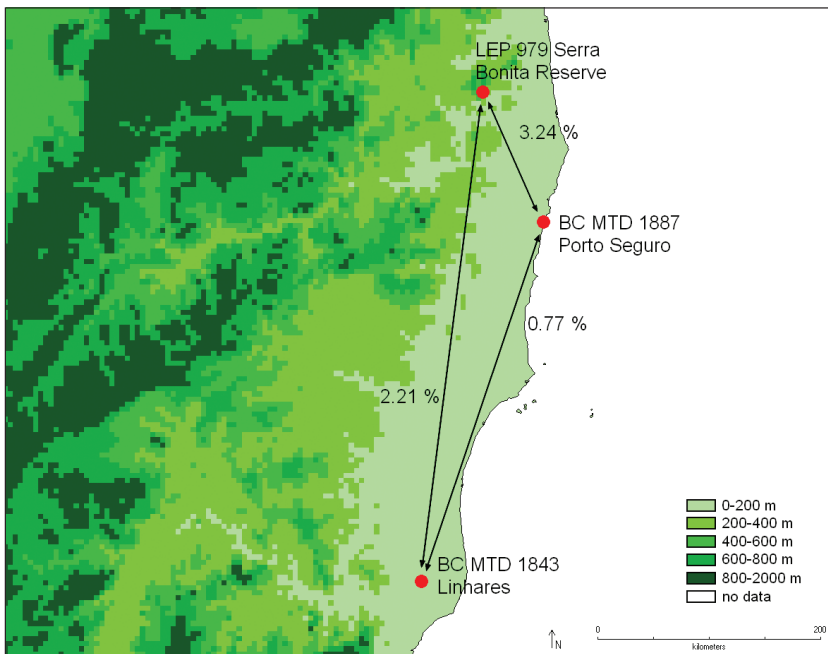 LEP 979 Serra
Bonita Reserve
3.24 %
BC MTD 1887
Porto Seguro
0.77 %
2.21 %
BC MTD 1843
Linhares
0-200 m
200-400 m
400-600 m
600-800 m
800-2000 m
no data
N
0
200
kilometers